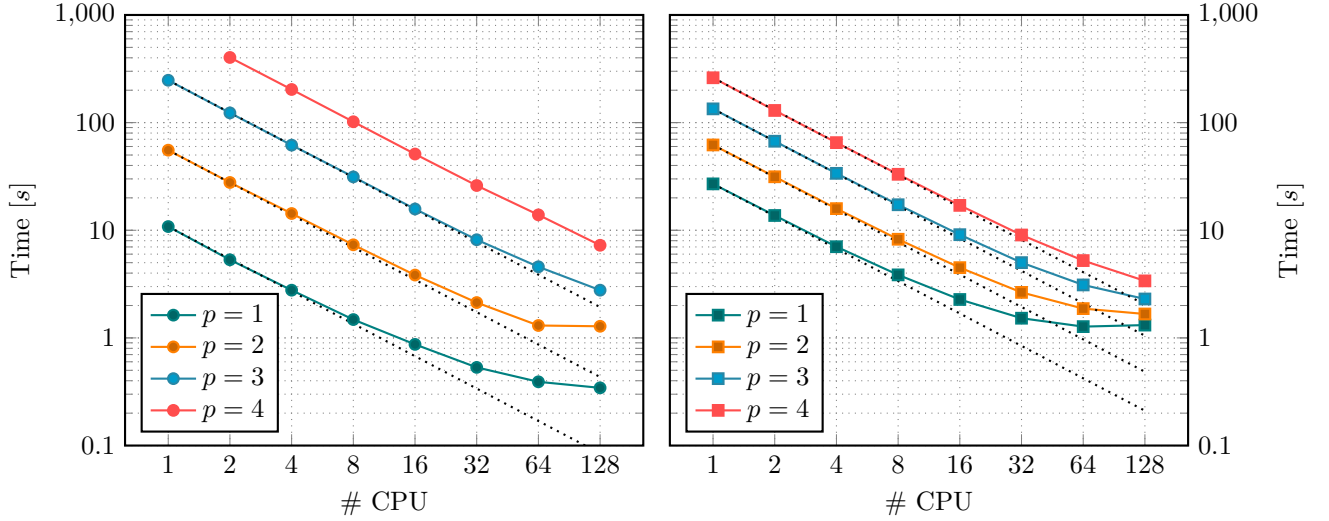 1,000
100
10
1
0.1
Time [s]
p = 1
p = 2
p = 3
p = 4
1 2 4 8 16 32 64 128
# CPU
p = 1
p = 2
p = 3
p = 4
1 2 4 8 16 32 64 128
# CPU
1,000
100
10
1
0.1
Time [s]